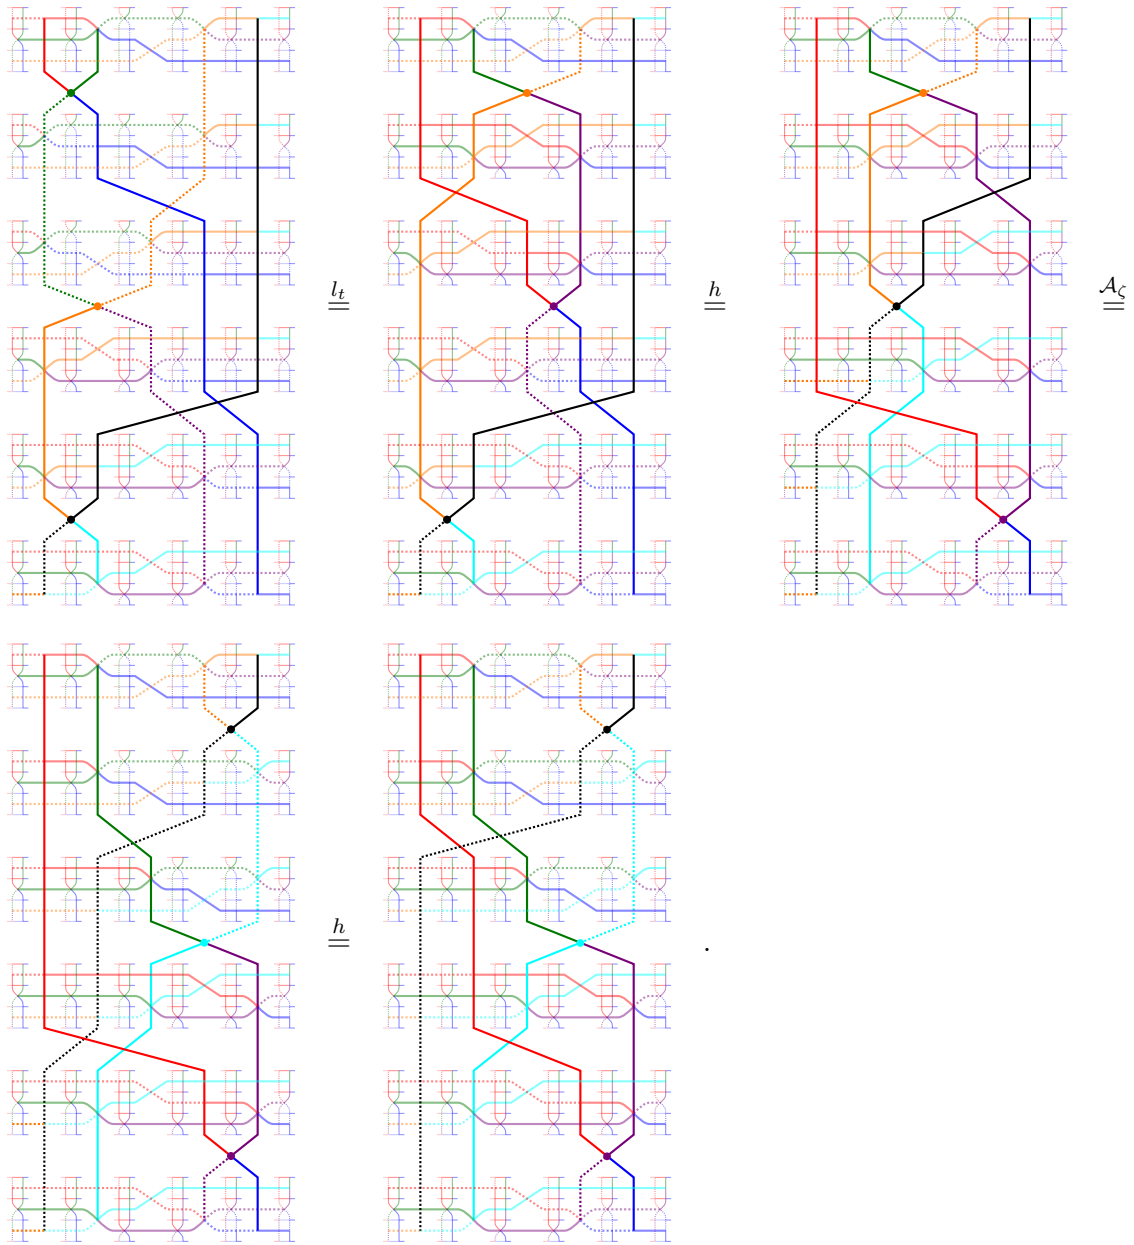 l_t = h = 𝒜_ζ =
h = .